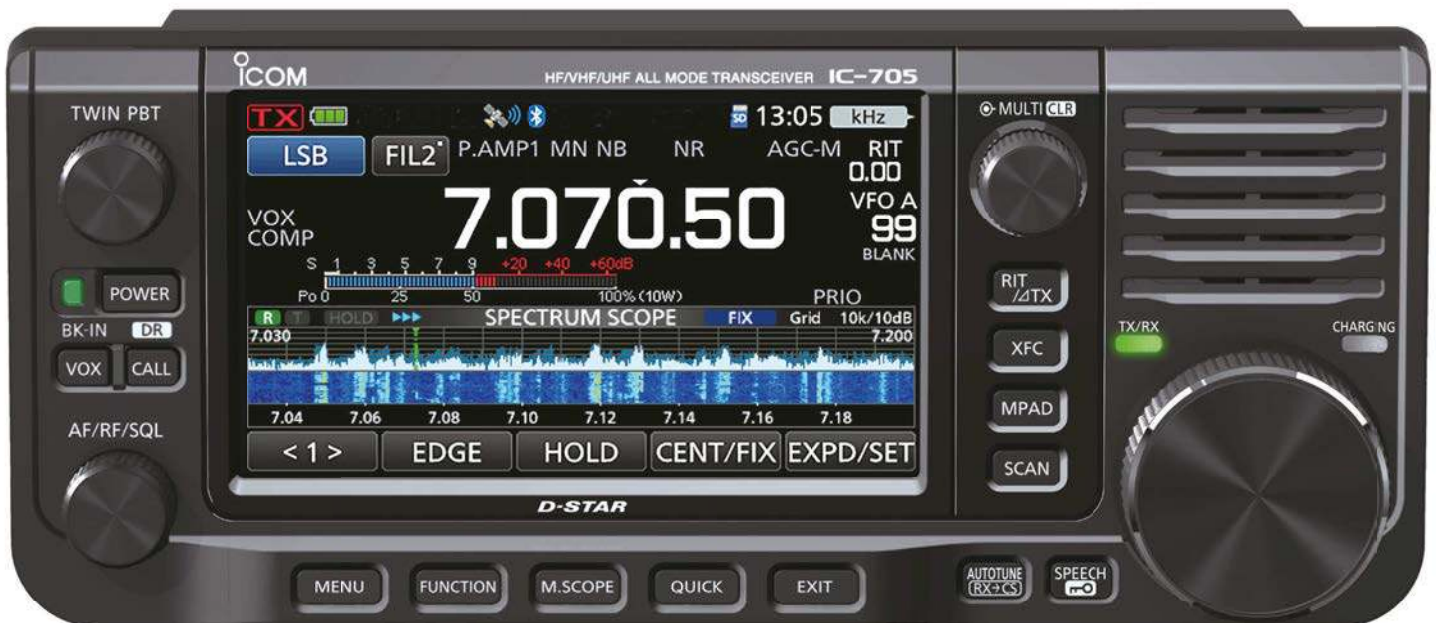 ICOM
HF/VHF/UHF ALL MODE TRANSCEIVER IC-705
TWIN PBT
TX 13:05 kHz
LSB FIL2 P.AMP1 MN NB NR AGC-M RIT
0.00
VOX
COMP
7.070.50
VFO A
99
BLANK
S 1 3 5 7 9 +20 +40 +60dB
Po 0 25 50 100% (10W) PRIO
R T HOLD SPECTRUM SCOPE FIX Grid 10k/10dB
7.030 7.200
7.04 7.06 7.08 7.10 7.12 7.14 7.16 7.18
< 1 > EDGE HOLD CENT/FIX EXPD/SET
D-STAR
POWER
BK-IN DR
VOX CALL
AF/RF/SQL
MULTI CLR
RIT
/⊿TX
XFC
MPAD
SCAN
TX/RX CHARG NG
MENU FUNCTION M.SCOPE QUICK EXIT
AUTOTUNE
RX→CS
SPEECH